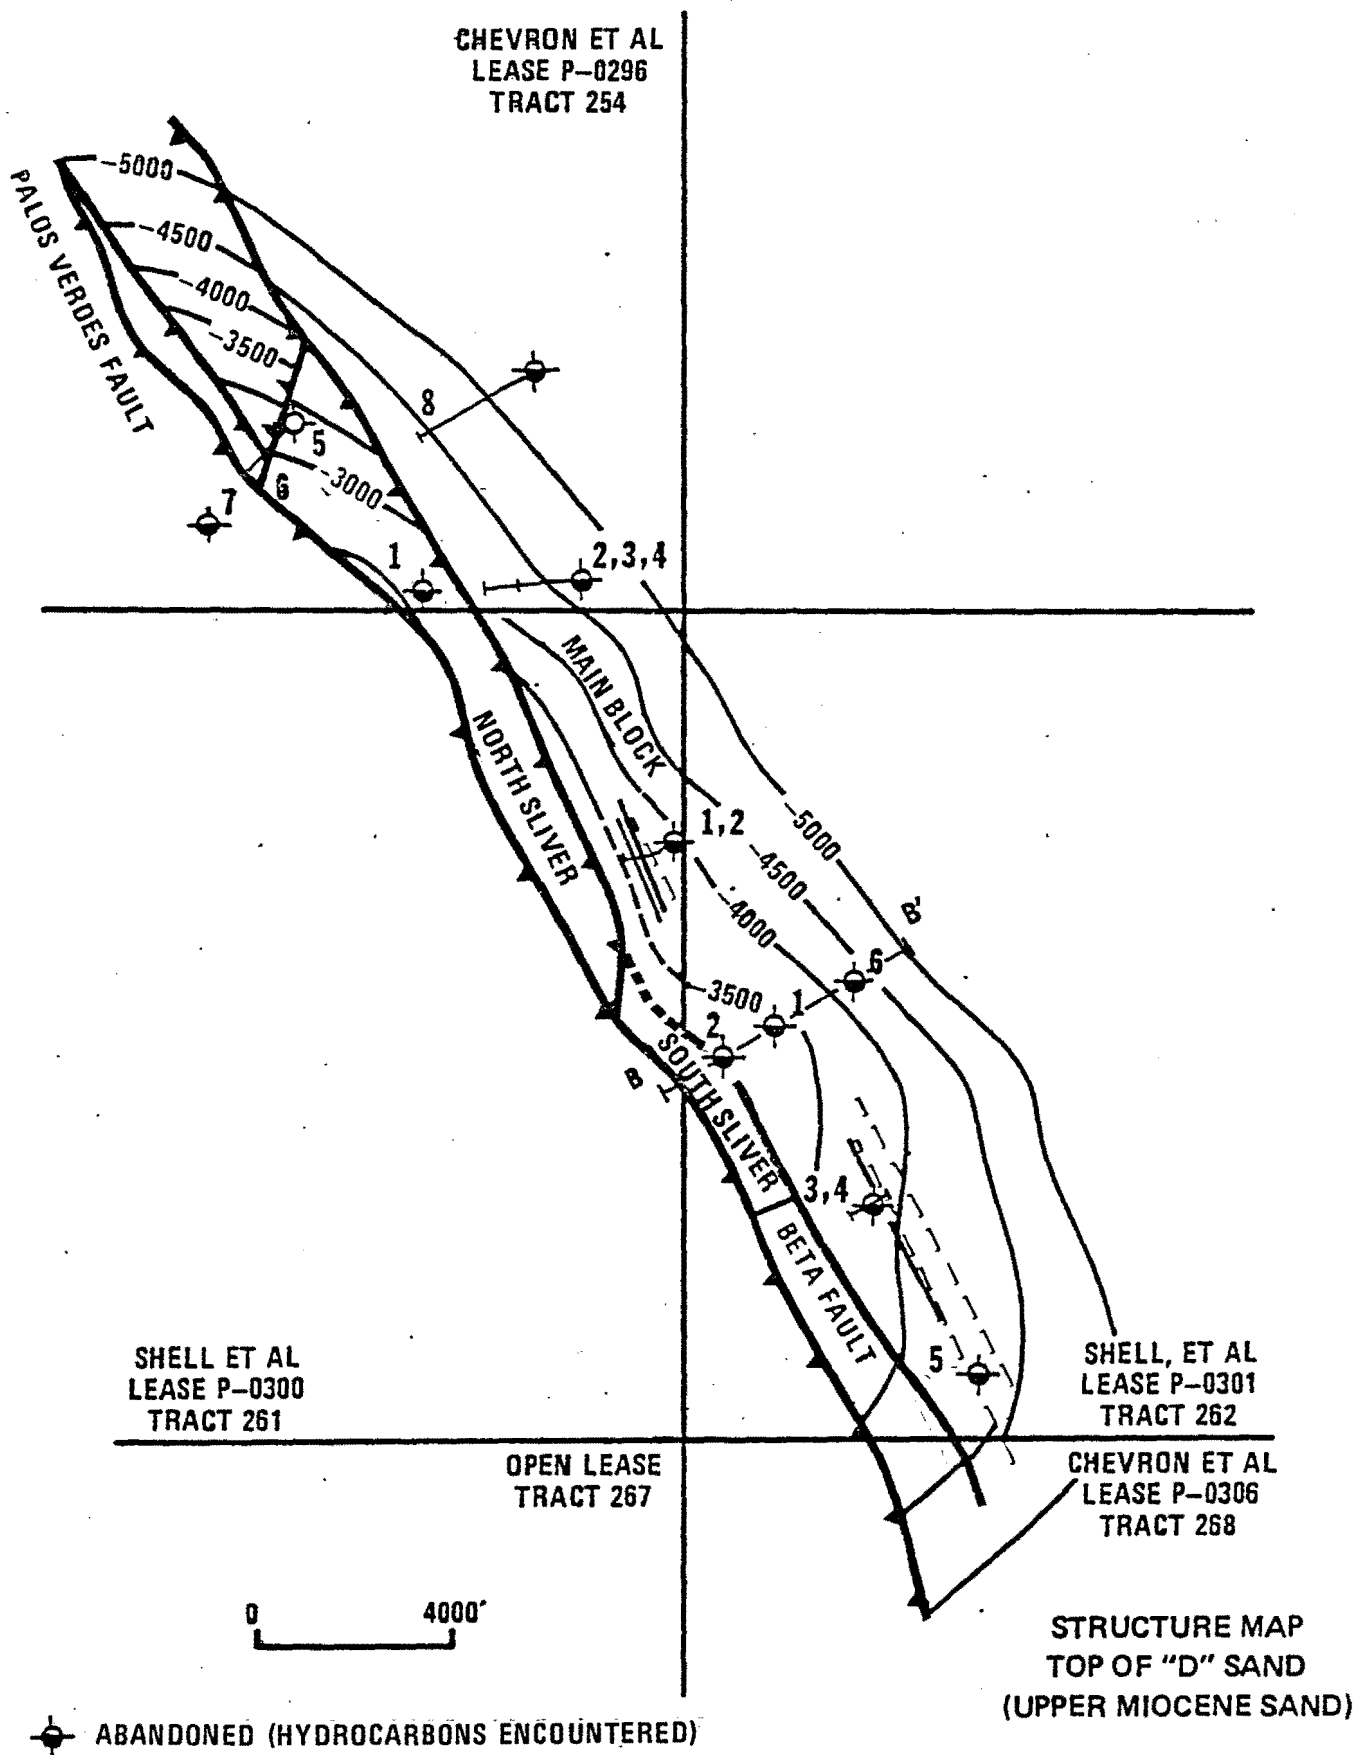 CHEVRON ET AL
LEASE P-0296
TRACT 254
PALOS VERDES FAULT
-5000
-4500
-4000
-3500
-3000
8
5
6
7
1
2,3,4
MAIN BLOCK
NORTH SLIVER
1,2
-5000
-4500
-4000
-3500
B'
6
1
2
B
SOUTH SLIVER
3,4
BETA FAULT
5
SHELL ET AL
LEASE P-0300
TRACT 261
SHELL, ET AL
LEASE P-0301
TRACT 262
OPEN LEASE
TRACT 267
CHEVRON ET AL
LEASE P-0306
TRACT 268
0 4000'
STRUCTURE MAP
TOP OF "D" SAND
(UPPER MIOCENE SAND)
ABANDONED (HYDROCARBONS ENCOUNTERED)